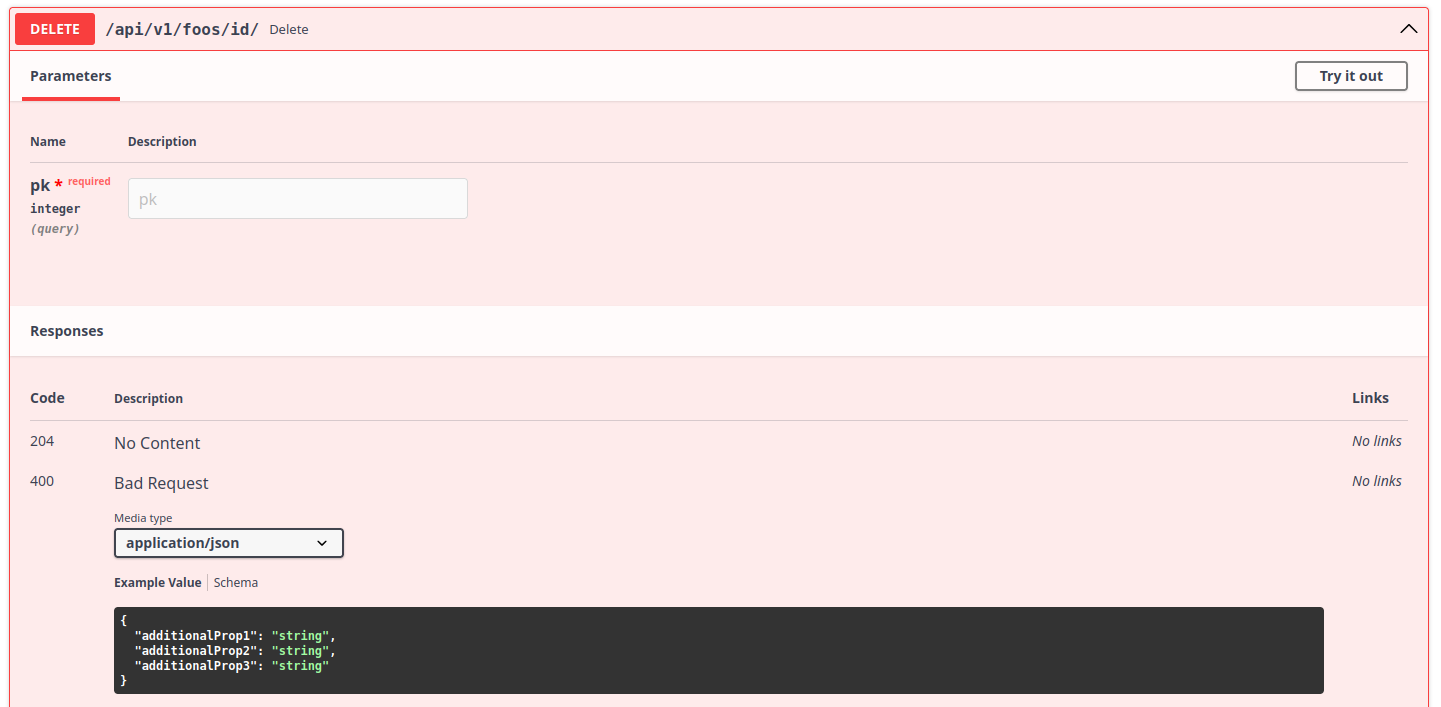 DELETE /api/v1/foos/id/ Delete
Parameters
Try it out
Name Description
pk * required
integer
(query)
pk
Responses
Code Description Links
204 No Content No links
400 Bad Request No links
Media type
application/json
Example Value Schema
{
  "additionalProp1": "string",
  "additionalProp2": "string",
  "additionalProp3": "string"
}